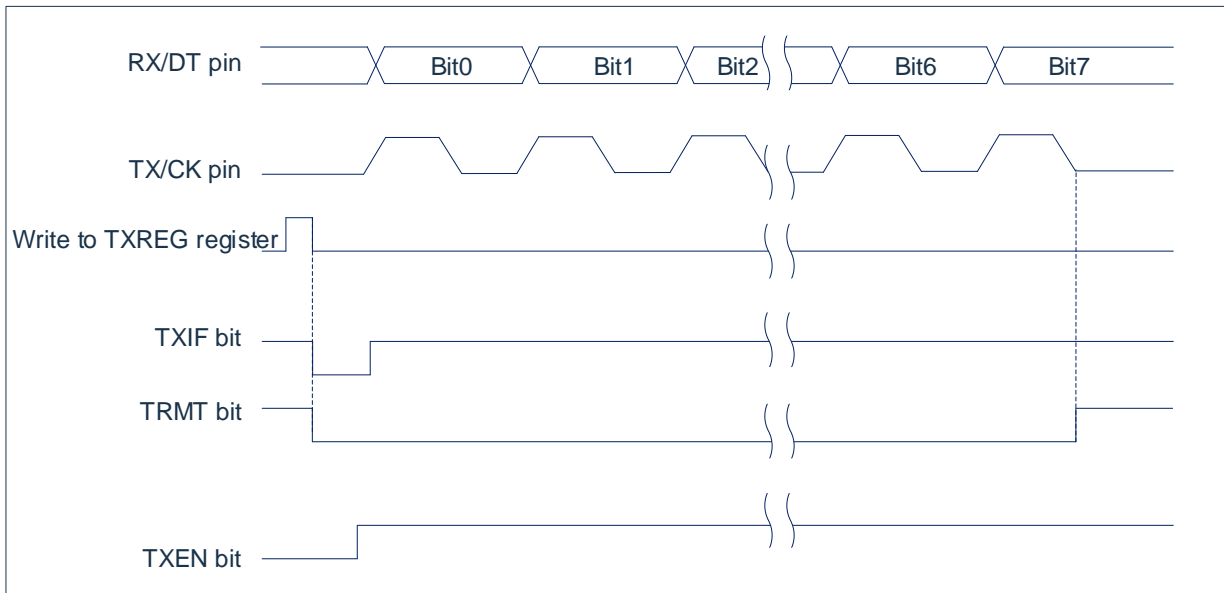 RX/DT pin
Bit0 Bit1 Bit2 Bit6 Bit7
TX/CK pin
Write to TXREG register
TXIF bit
TRMT bit
TXEN bit